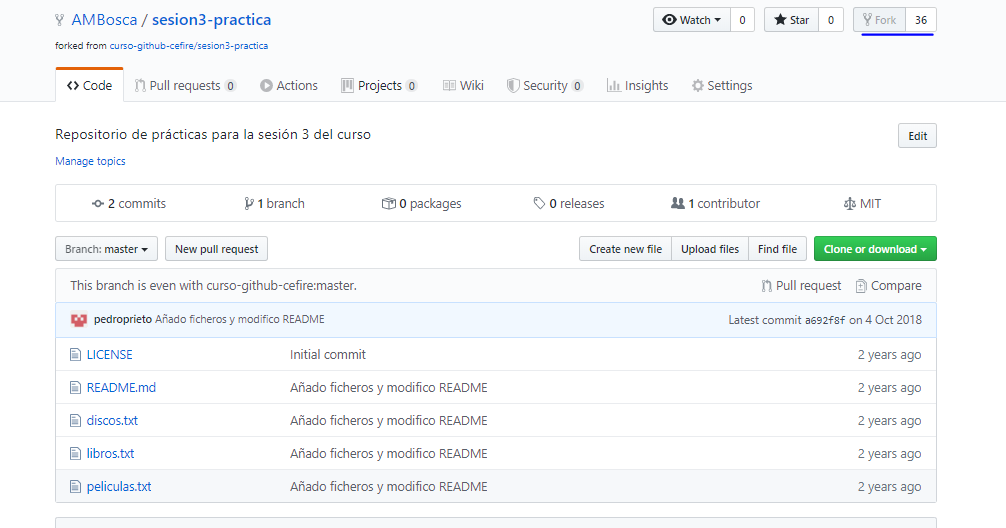 AMBosca / sesion3-practica
Watch 0 Star 0 Fork 36
forked from curso-github-cefire/sesion3-practica
Code Pull requests 0 Actions Projects 0 Wiki Security 0 Insights Settings
Repositorio de prácticas para la sesión 3 del curso
Edit
Manage topics
2 commits 1 branch 0 packages 0 releases 1 contributor MIT
Branch: master New pull request Create new file Upload files Find file Clone or download
This branch is even with curso-github-cefire:master. Pull request Compare
pedroprieto Añado ficheros y modifico README Latest commit a692f8f on 4 Oct 2018
LICENSE Initial commit 2 years ago
README.md Añado ficheros y modifico README 2 years ago
discos.txt Añado ficheros y modifico README 2 years ago
libros.txt Añado ficheros y modifico README 2 years ago
peliculas.txt Añado ficheros y modifico README 2 years ago